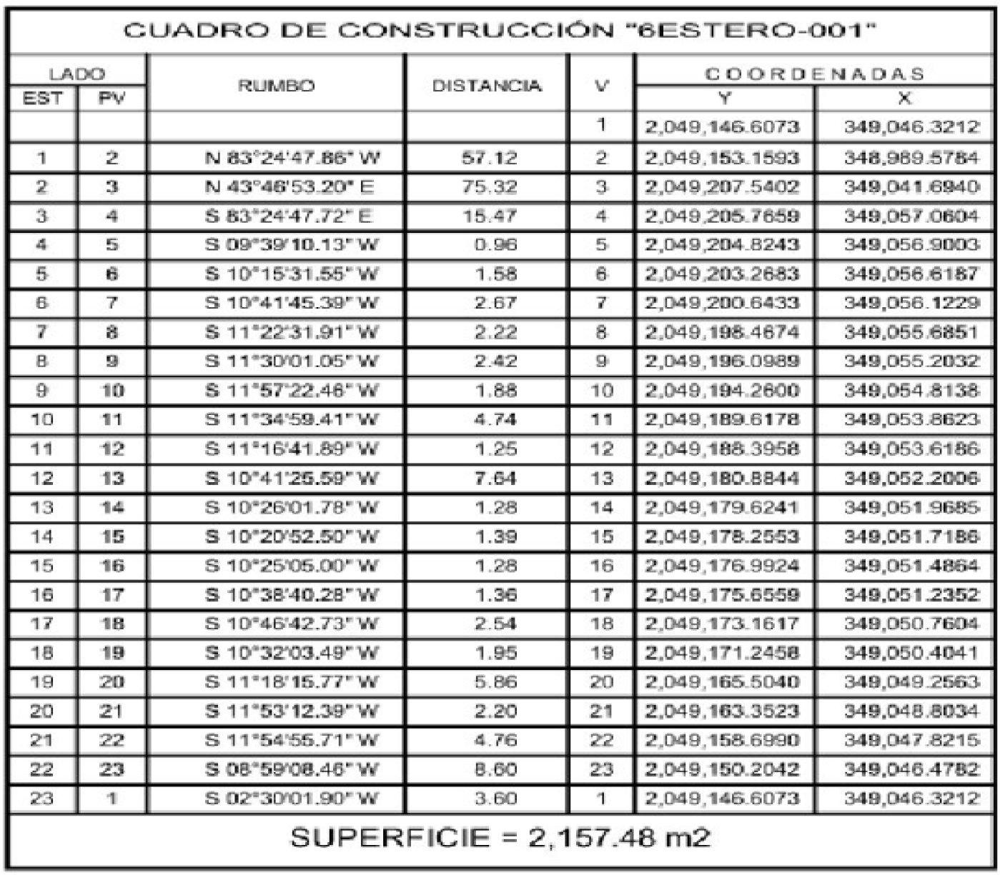 CUADRO DE CONSTRUCCIÓN "6ESTERO-001"
LADO RUMBO DISTANCIA V COORDENADAS
EST PV Y X
1 2,049,146.6073 349,046.3212
1 2 N 83°24'47.86" W 57.12 2 2,049,153.1593 348,989.5784
2 3 N 43°46'53.20" E 75.32 3 2,049,207.5402 349,041.6940
3 4 S 83°24'47.72" E 15.47 4 2,049,205.7659 349,057.0604
4 5 S 09°39'10.13" W 0.96 5 2,049,204.8243 349,056.9003
5 6 S 10°15'31.55" W 1.58 6 2,049,203.2683 349,056.6187
6 7 S 10°41'45.39" W 2.67 7 2,049,200.6433 349,056.1229
7 8 S 11°22'31.91" W 2.22 8 2,049,198.4674 349,055.6851
8 9 S 11°30'01.05" W 2.42 9 2,049,196.0989 349,055.2032
9 10 S 11°57'22.46" W 1.88 10 2,049,194.2600 349,054.8138
10 11 S 11°34'59.41" W 4.74 11 2,049,189.6178 349,053.8623
11 12 S 11°16'41.89" W 1.25 12 2,049,188.3958 349,053.6186
12 13 S 10°41'25.59" W 7.64 13 2,049,180.8844 349,052.2006
13 14 S 10°26'01.78" W 1.28 14 2,049,179.6241 349,051.9685
14 15 S 10°20'52.50" W 1.39 15 2,049,178.2553 349,051.7186
15 16 S 10°25'05.00" W 1.28 16 2,049,176.9924 349,051.4864
16 17 S 10°38'40.28" W 1.36 17 2,049,175.6559 349,051.2352
17 18 S 10°46'42.73" W 2.54 18 2,049,173.1617 349,050.7604
18 19 S 10°32'03.49" W 1.95 19 2,049,171.2458 349,050.4041
19 20 S 11°18'15.77" W 5.86 20 2,049,165.5040 349,049.2563
20 21 S 11°53'12.39" W 2.20 21 2,049,163.3523 349,048.8034
21 22 S 11°54'55.71" W 4.76 22 2,049,158.6990 349,047.8215
22 23 S 08°59'08.46" W 8.60 23 2,049,150.2042 349,046.4782
23 1 S 02°30'01.90" W 3.60 1 2,049,146.6073 349,046.3212
SUPERFICIE = 2,157.48 m2